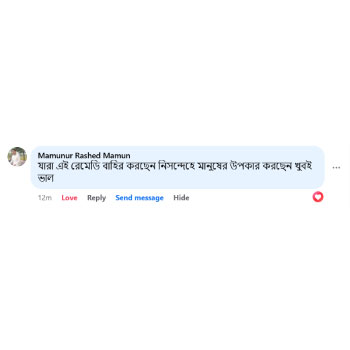 Mamunur Rashed Mamun
যারা এই রেমেডি বাহির করছেন নিসন্দেহে মানুষের উপকার করছেন খুবই
ভাল
12m Love Reply Send message Hide